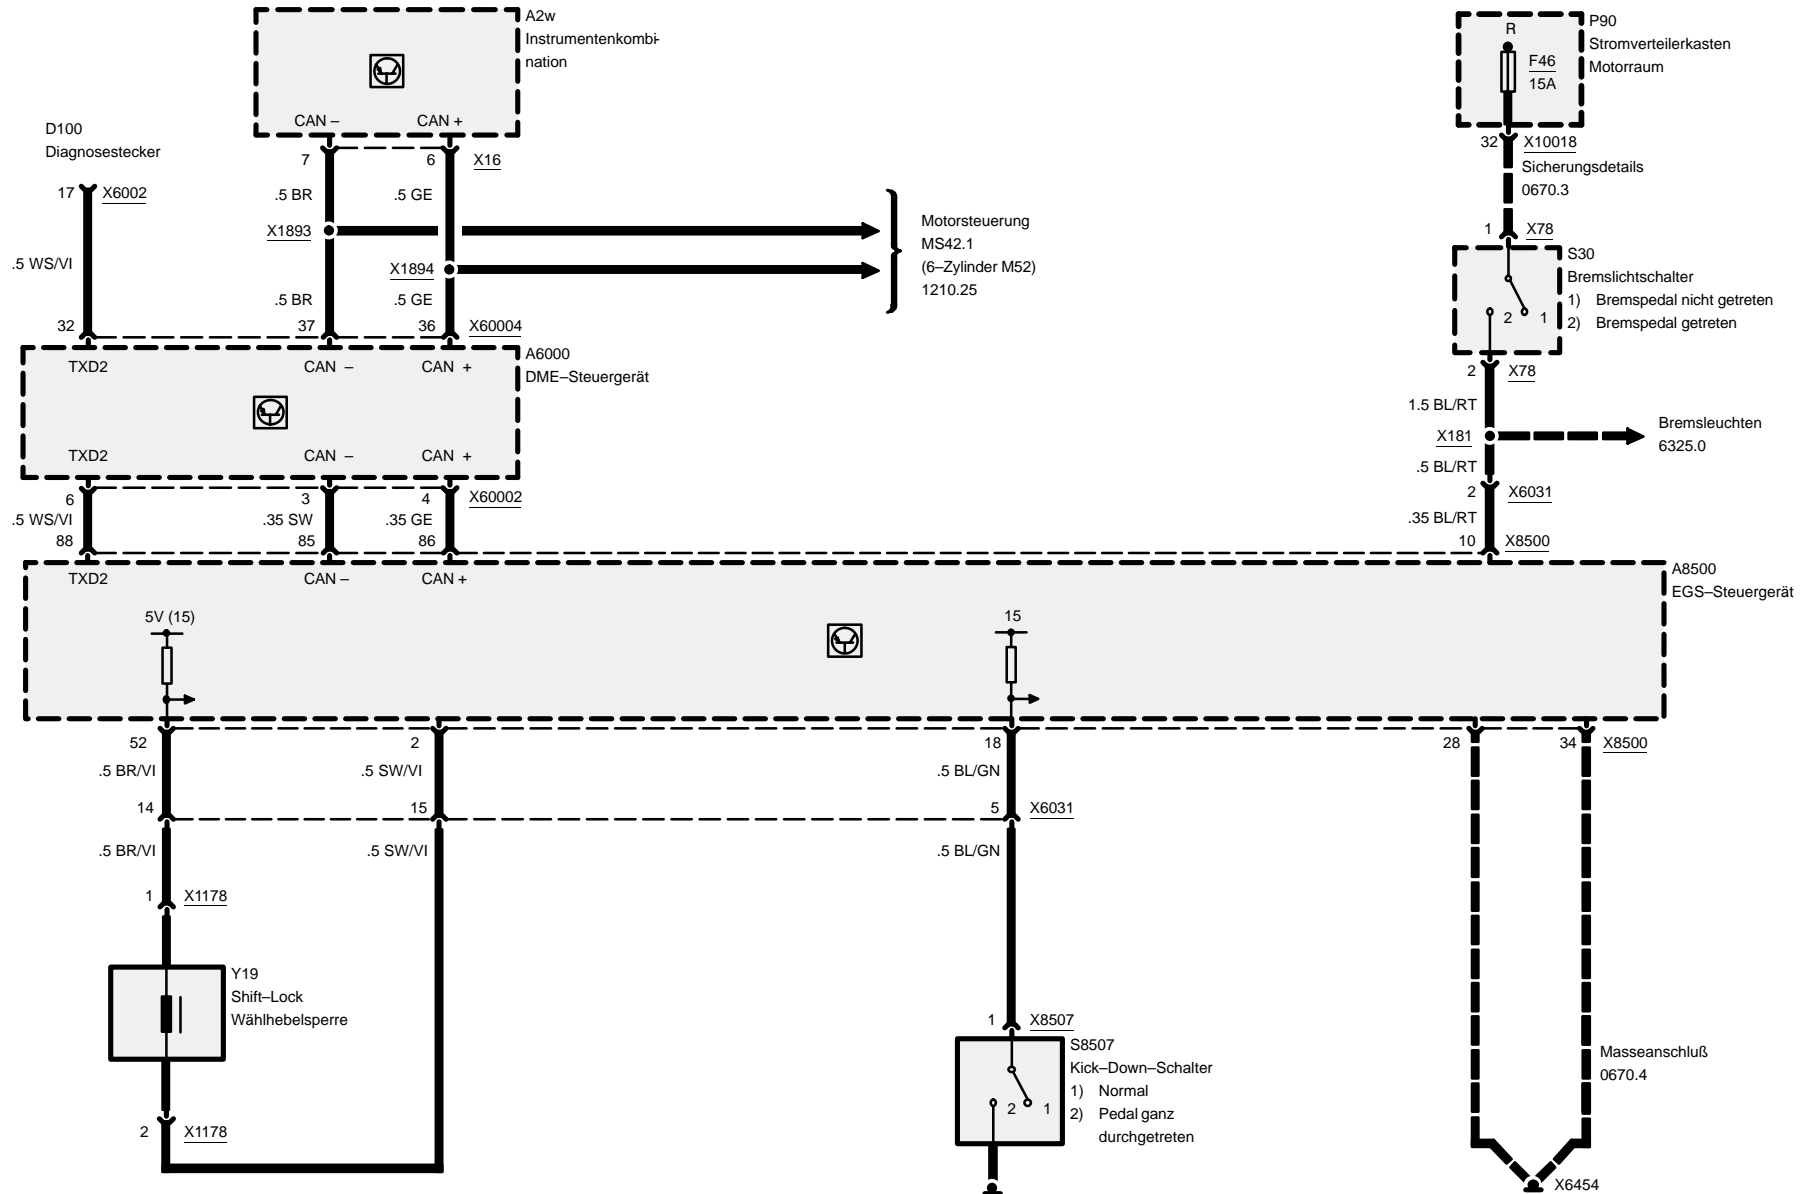 A2w
Instrumentenkombi-
nation
CAN – CAN +
7 6 X16
D100
Diagnosestecker
17 X6002
.5 BR .5 GE
X1893
X1894
.5 WS/VI
.5 BR .5 GE
Motorsteuerung
MS42.1
(6–Zylinder M52)
1210.25
32 37 36 X60004
TXD2 CAN – CAN +
A6000
DME–Steuergerät
TXD2 CAN – CAN +
6 3 4 X60002
.5 WS/VI .35 SW .35 GE
88 85 86
P90
Stromverteilerkasten
Motorraum
R
F46
15A
32 X10018
Sicherungsdetails
0670.3
1 X78
S30
Bremslichtschalter
1) Bremspedal nicht getreten
2) Bremspedal getreten
2 1
2 X78
1.5 BL/RT
X181
Bremsleuchten
6325.0
.5 BL/RT
2 X6031
.35 BL/RT
10 X8500
TXD2 CAN – CAN +
A8500
EGS–Steuergerät
5V (15) 15
52 2 18 28 34 X8500
.5 BR/VI .5 SW/VI .5 BL/GN
14 15 5 X6031
.5 BR/VI .5 SW/VI .5 BL/GN
1 X1178
Y19
Shift–Lock
Wählhebelsperre
2 X1178
1 X8507
S8507
Kick–Down–Schalter
1) Normal
2) Pedal ganz
durchgetreten
2 1
Masseanschluß
0670.4
X6454